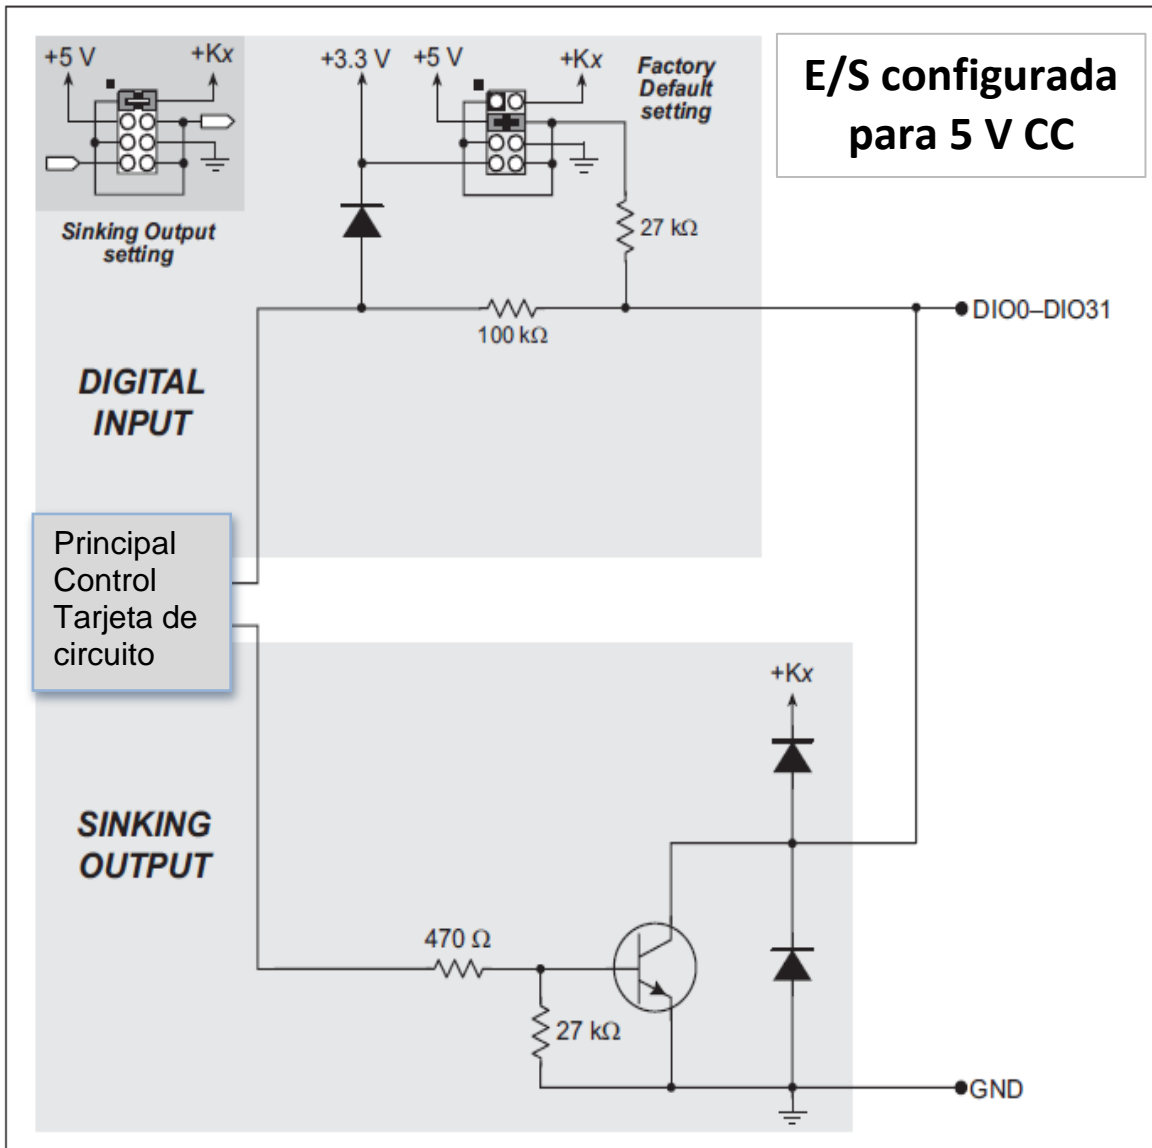 +5 V
+Kx
Sinking Output
setting
+3.3 V
+5 V
+Kx
Factory
Default
setting
E/S configurada
para 5 V CC
27 kΩ
100 kΩ
DIO0–DIO31
DIGITAL
INPUT
Principal
Control
Tarjeta de
circuito
+Kx
SINKING
OUTPUT
470 Ω
27 kΩ
GND